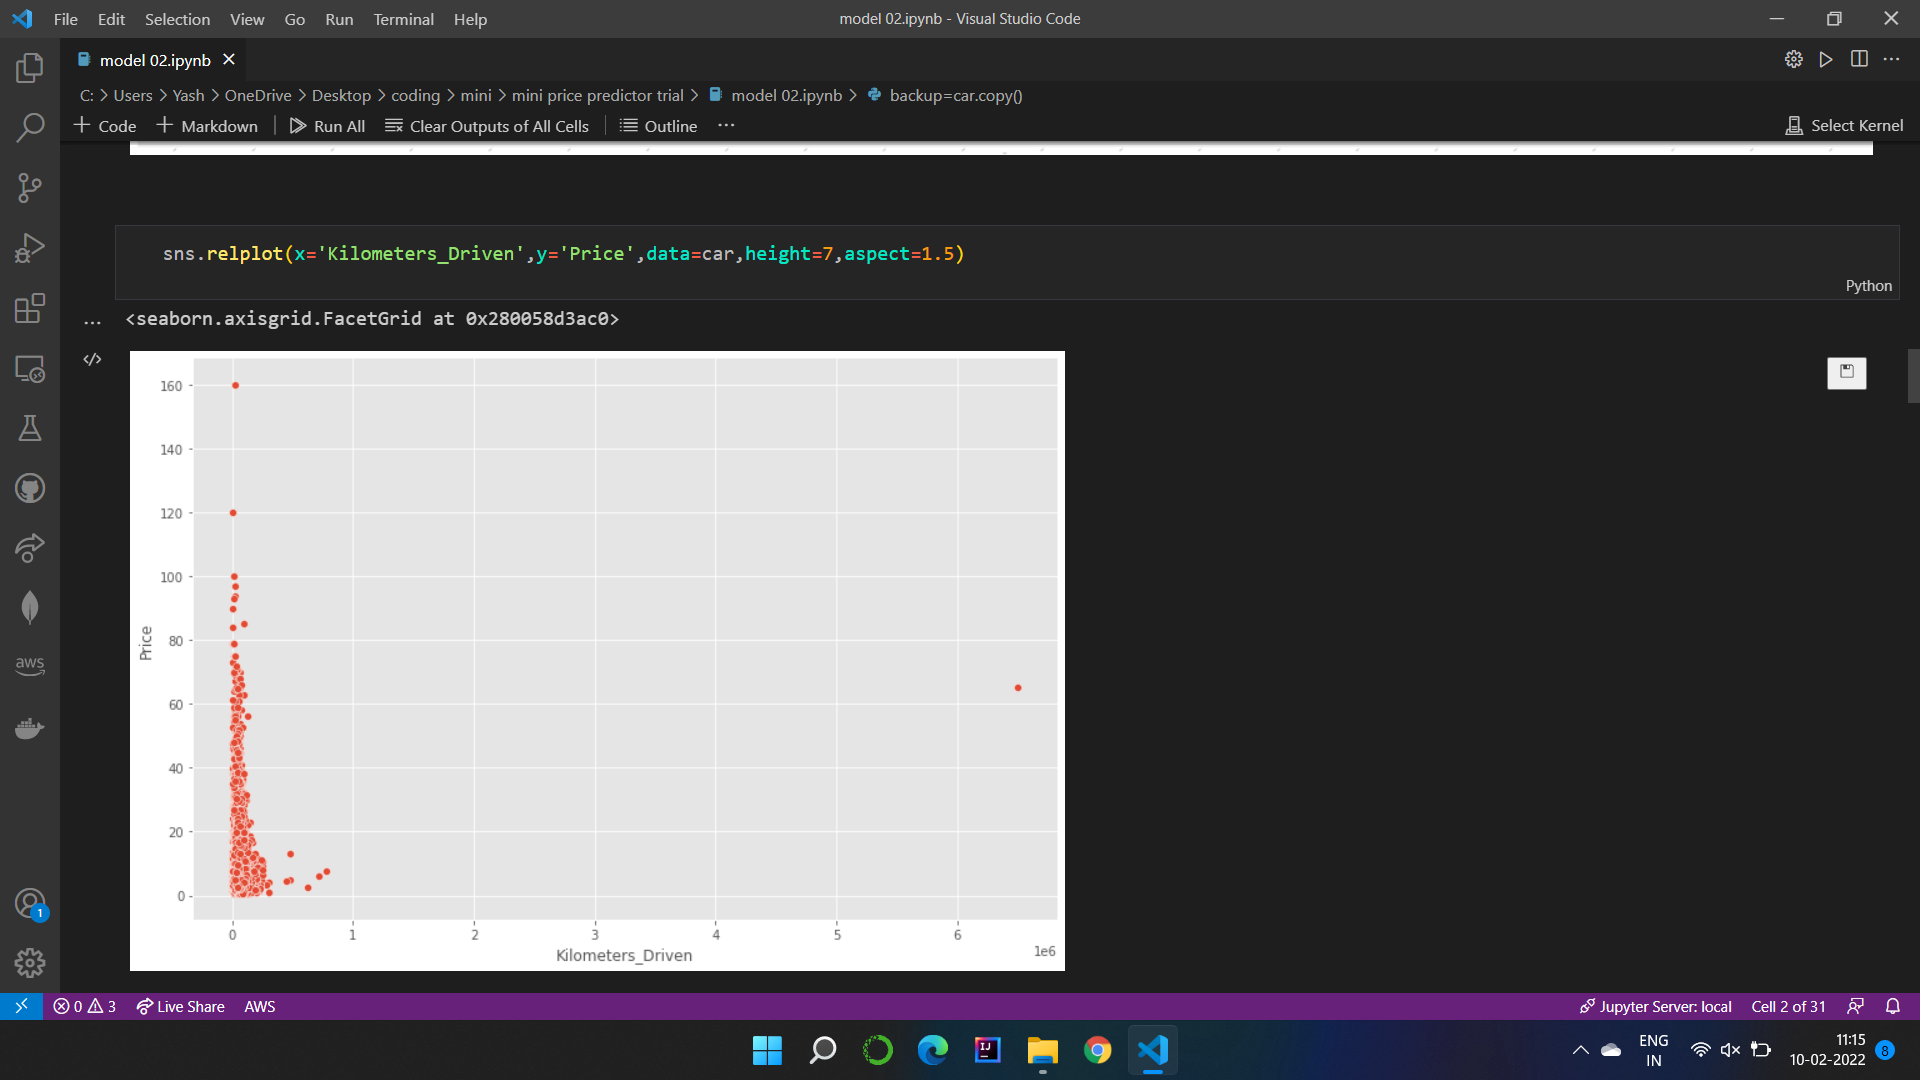 File Edit Selection View Go Run Terminal Help
model 02.ipynb - Visual Studio Code
model 02.ipynb
C: > Users > Yash > OneDrive > Desktop > coding > mini > mini price predictor trial > model 02.ipynb > backup=car.copy()
+ Code + Markdown Run All Clear Outputs of All Cells Outline ...
Select Kernel
sns.relplot(x='Kilometers_Driven',y='Price',data=car,height=7,aspect=1.5)
Python
... <seaborn.axisgrid.FacetGrid at 0x280058d3ac0>
</>
160
140
120
100
80
60
40
20
0
Price
0 1 2 3 4 5 6
1e6
Kilometers_Driven
aws
1
0 3 Live Share AWS
Jupyter Server: local Cell 2 of 31
IJ
ENG
IN
11:15
10-02-2022
8